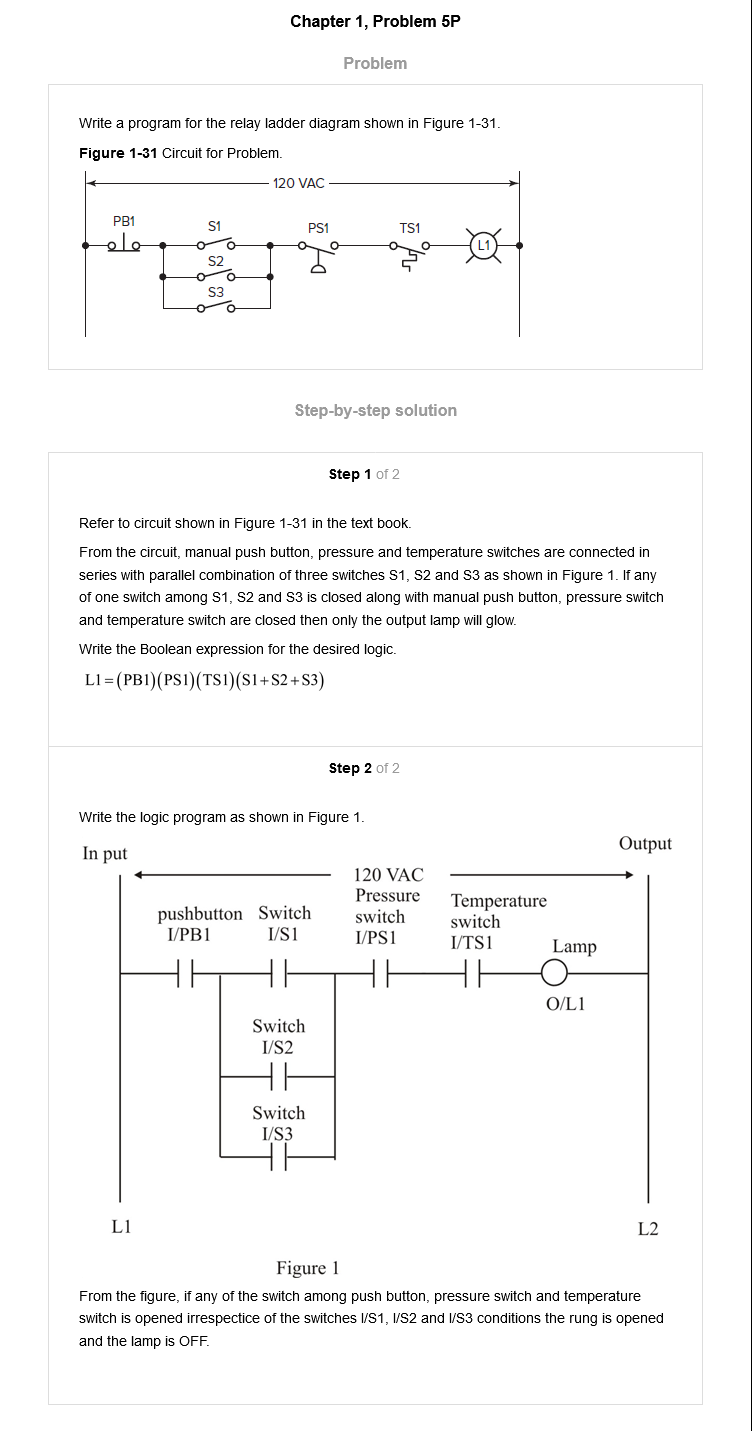 Chapter 1, Problem 5P
Problem
Write a program for the relay ladder diagram shown in Figure 1-31.
Figure 1-31 Circuit for Problem.
120 VAC
PB1
S1
PS1
TS1
L1
S2
S3
Step-by-step solution
Step 1 of 2
Refer to circuit shown in Figure 1-31 in the text book.
From the circuit, manual push button, pressure and temperature switches are connected in
series with parallel combination of three switches S1, S2 and S3 as shown in Figure 1. If any
of one switch among S1, S2 and S3 is closed along with manual push button, pressure switch
and temperature switch are closed then only the output lamp will glow.
Write the Boolean expression for the desired logic.
L1=(PB1)(PS1)(TS1)(S1+S2+S3)
Step 2 of 2
Write the logic program as shown in Figure 1.
In put
Output
120 VAC
pushbutton
I/PB1
Switch
I/S1
Pressure
switch
I/PS1
Temperature
switch
I/TS1
Lamp
O/L1
Switch
I/S2
Switch
I/S3
L1
L2
Figure 1
From the figure, if any of the switch among push button, pressure switch and temperature
switch is opened irrespectice of the switches I/S1, I/S2 and I/S3 conditions the rung is opened
and the lamp is OFF.